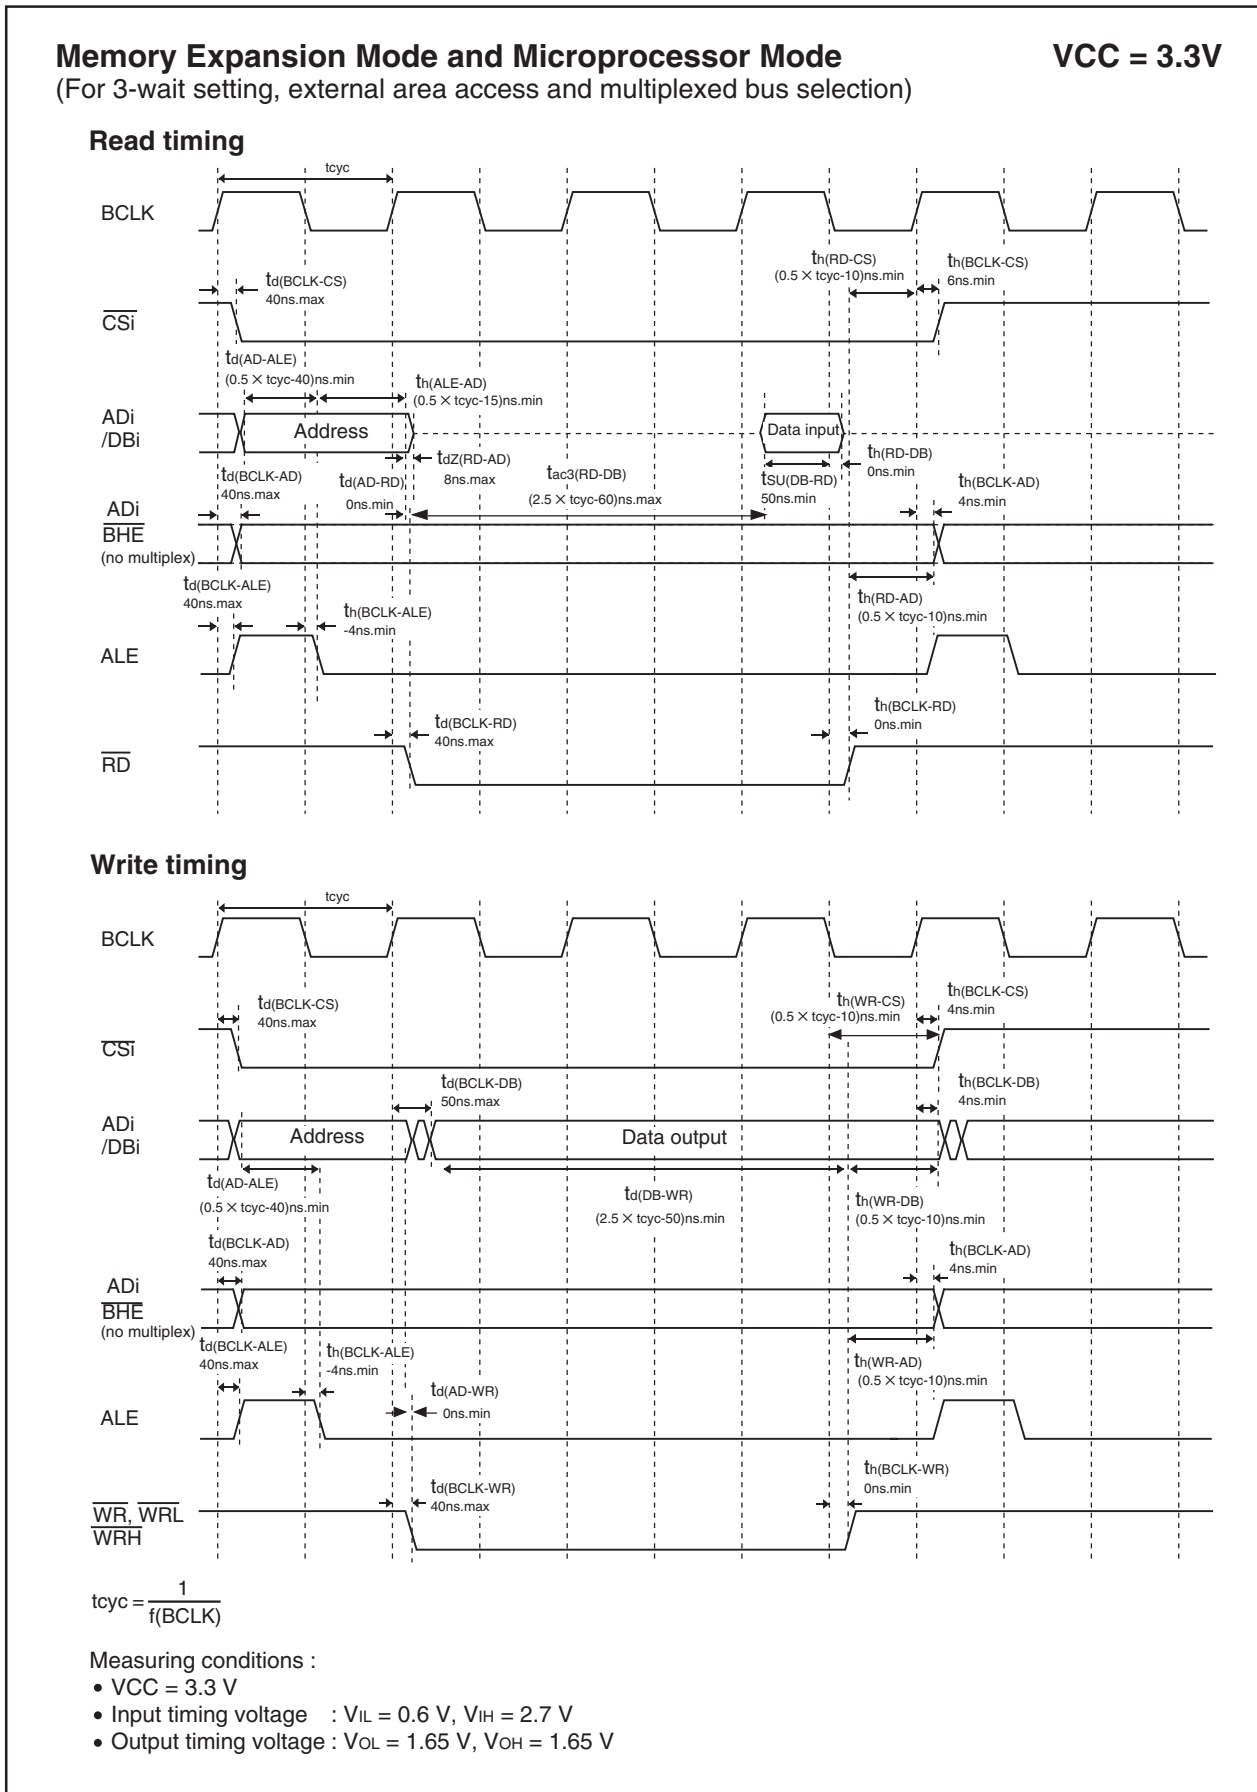 Memory Expansion Mode and Microprocessor Mode VCC = 3.3V
(For 3-wait setting, external area access and multiplexed bus selection)
Read timing
tcyc
BCLK
th(RD-CS)
(0.5 × tcyc-10)ns.min
th(BCLK-CS)
6ns.min
td(BCLK-CS)
40ns.max
CSi
td(AD-ALE)
(0.5 × tcyc-40)ns.min
th(ALE-AD)
(0.5 × tcyc-15)ns.min
ADi
/DBi
Address
Data input
td(BCLK-AD)
40ns.max
td(AD-RD)
0ns.min
tdZ(RD-AD)
8ns.max
tac3(RD-DB)
(2.5 × tcyc-60)ns.max
tSU(DB-RD)
50ns.min
th(RD-DB)
0ns.min
th(BCLK-AD)
4ns.min
ADi
BHE
(no multiplex)
td(BCLK-ALE)
40ns.max
th(BCLK-ALE)
-4ns.min
th(RD-AD)
(0.5 × tcyc-10)ns.min
ALE
td(BCLK-RD)
40ns.max
th(BCLK-RD)
0ns.min
RD
Write timing
tcyc
BCLK
td(BCLK-CS)
40ns.max
th(WR-CS)
(0.5 × tcyc-10)ns.min
th(BCLK-CS)
4ns.min
CSi
td(BCLK-DB)
50ns.max
th(BCLK-DB)
4ns.min
ADi
/DBi
Address
Data output
td(AD-ALE)
(0.5 × tcyc-40)ns.min
td(DB-WR)
(2.5 × tcyc-50)ns.min
th(WR-DB)
(0.5 × tcyc-10)ns.min
td(BCLK-AD)
40ns.max
th(BCLK-AD)
4ns.min
ADi
BHE
(no multiplex)
td(BCLK-ALE)
40ns.max
th(BCLK-ALE)
-4ns.min
th(WR-AD)
(0.5 × tcyc-10)ns.min
td(AD-WR)
0ns.min
ALE
td(BCLK-WR)
40ns.max
th(BCLK-WR)
0ns.min
WR, WRL
WRH
tcyc = 1
f(BCLK)
Measuring conditions :
• VCC = 3.3 V
• Input timing voltage : VIL = 0.6 V, VIH = 2.7 V
• Output timing voltage : VOL = 1.65 V, VOH = 1.65 V